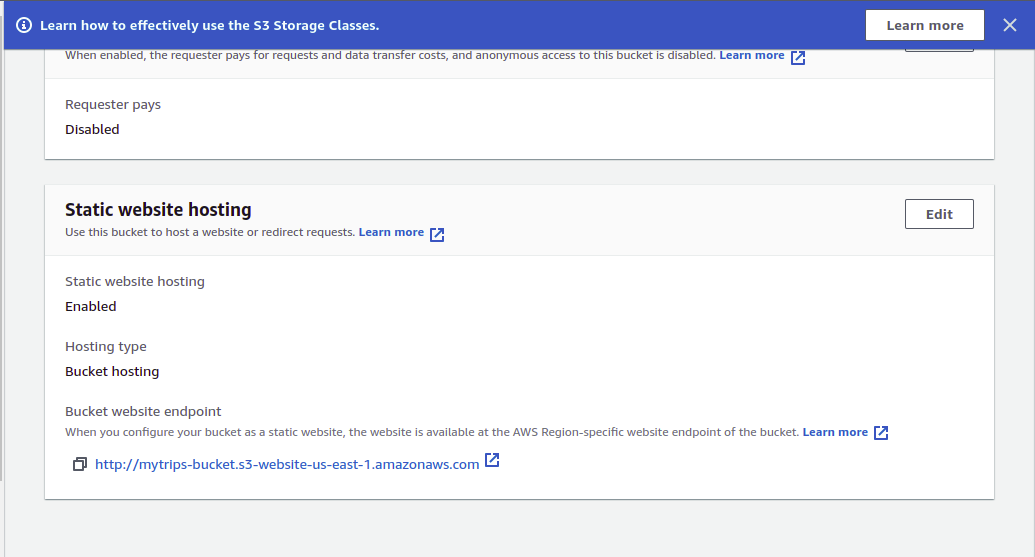 Learn how to effectively use the S3 Storage Classes.
Learn more
When enabled, the requester pays for requests and data transfer costs, and anonymous access to this bucket is disabled. Learn more
Requester pays
Disabled
Static website hosting
Edit
Use this bucket to host a website or redirect requests. Learn more
Static website hosting
Enabled
Hosting type
Bucket hosting
Bucket website endpoint
When you configure your bucket as a static website, the website is available at the AWS Region-specific website endpoint of the bucket. Learn more
http://mytrips-bucket.s3-website-us-east-1.amazonaws.com